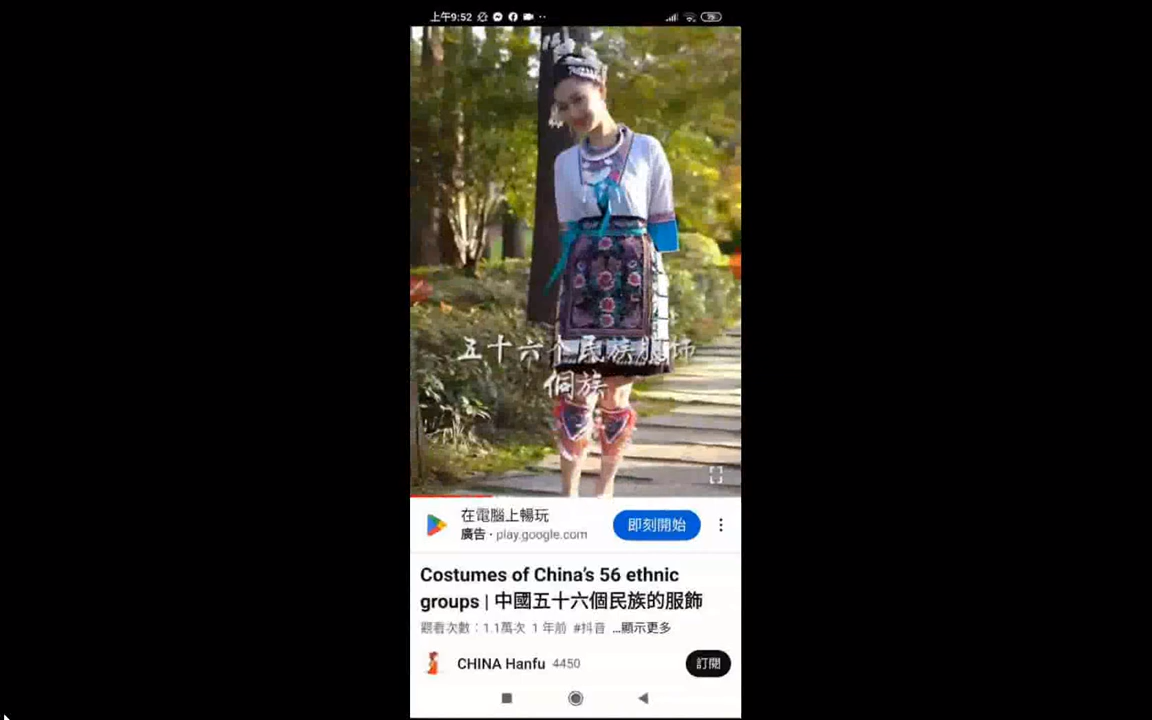 上午9:52
五十六个民族服饰
侗族
在電腦上暢玩
廣告 · play.google.com
即刻開始
Costumes of China's 56 ethnic
groups | 中國五十六個民族的服飾
觀看次數：1.1萬次 1 年前 #抖音 ...顯示更多
CHINA Hanfu 4450
訂閱